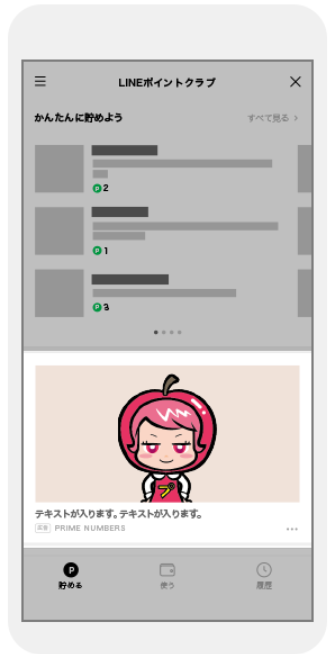 LINEポイントクラブ
かんたんに貯めよう
すべて見る
P 2
P 1
P 3
プ
テキストが入ります。テキストが入ります。
広告 PRIME NUMBERS
P
貯める
使う
履歴